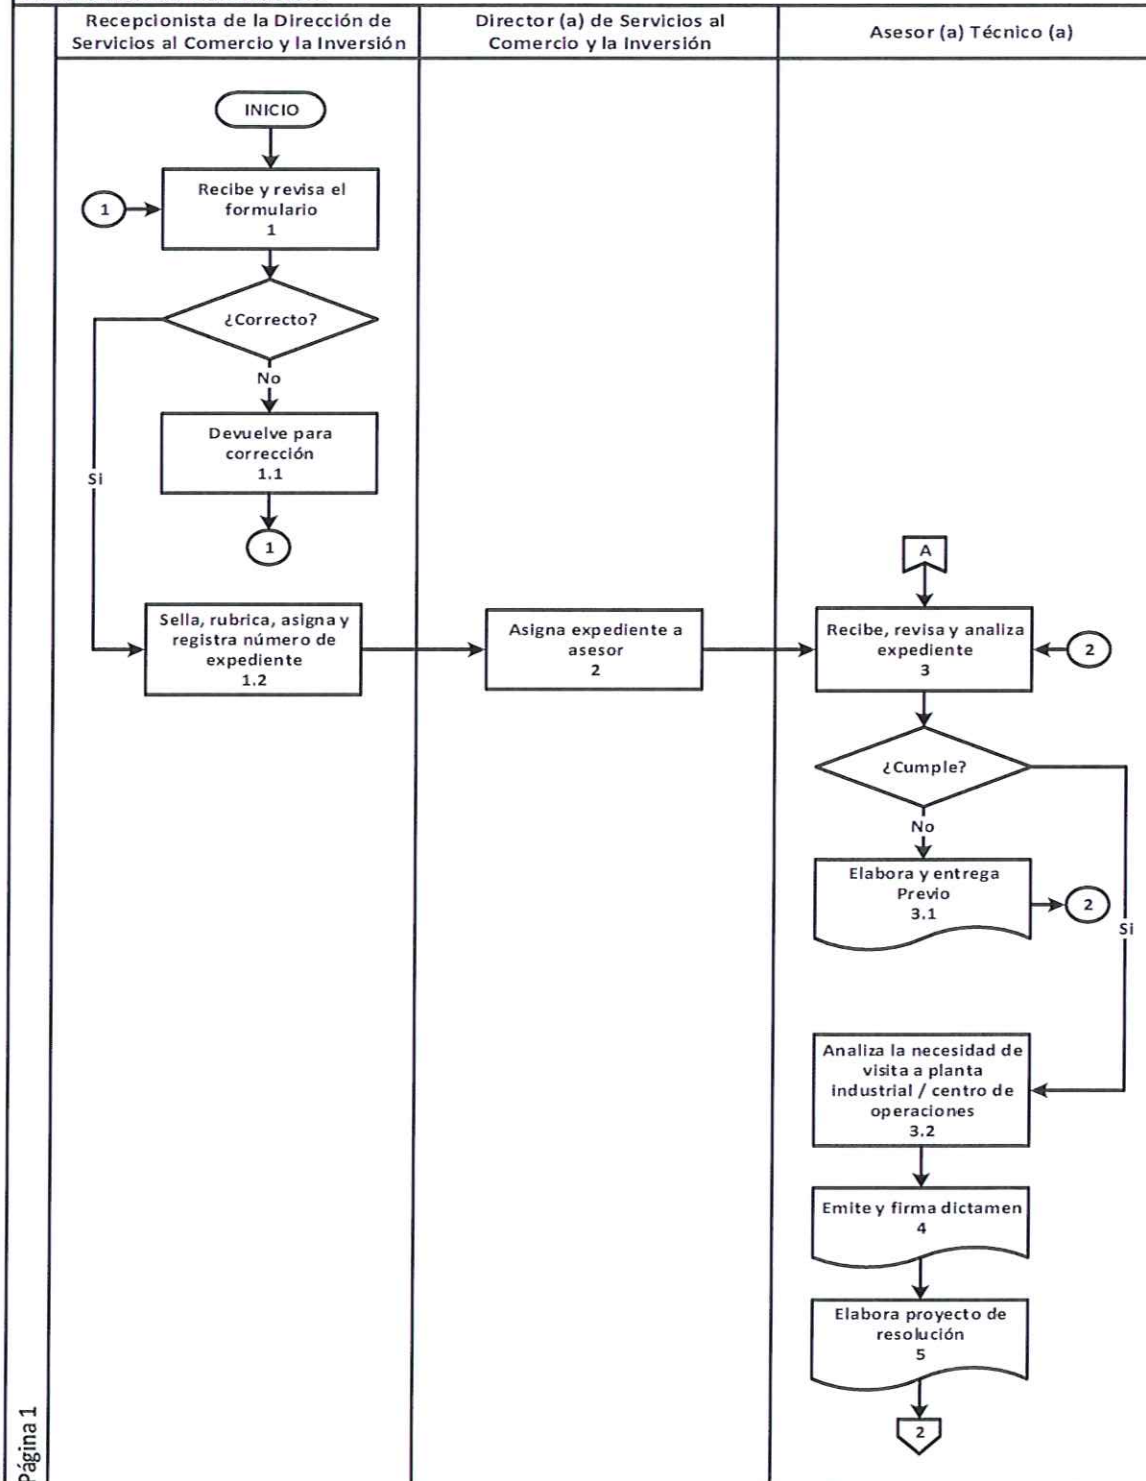 Recepcionista de la Dirección de
Servicios al Comercio y la Inversión
Director (a) de Servicios al
Comercio y la Inversión
Asesor (a) Técnico (a)
INICIO
1
Recibe y revisa el
formulario
1
¿Correcto?
No
Si
Devuelve para
corrección
1.1
1
Sella, rubrica, asigna y
registra número de
expediente
1.2
Asigna expediente a
asesor
2
A
Recibe, revisa y analiza
expediente
3
2
¿Cumple?
No
Elabora y entrega
Previo
3.1
2
Si
Analiza la necesidad de
visita a planta
industrial / centro de
operaciones
3.2
Emite y firma dictamen
4
Elabora proyecto de
resolución
5
2
Página 1